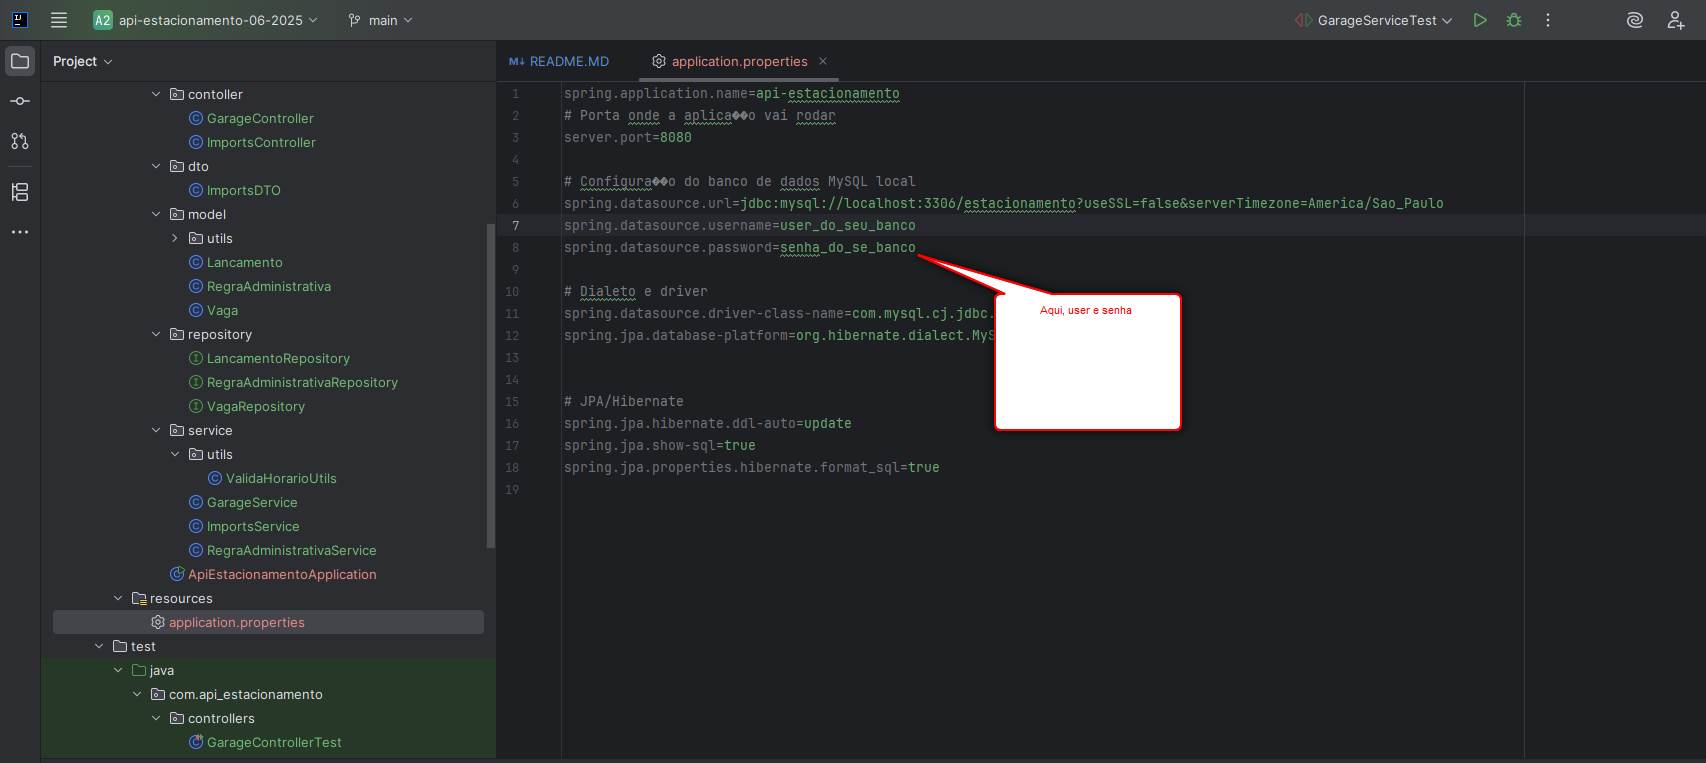 A2 api-estacionamento-06-2025 main GarageServiceTest
Project
README.MD application.properties
contoller
GarageController
ImportsController
dto
ImportsDTO
model
utils
Lancamento
RegraAdministrativa
Vaga
repository
LancamentoRepository
RegraAdministrativaRepository
VagaRepository
service
utils
ValidaHorarioUtils
GarageService
ImportsService
RegraAdministrativaService
ApiEstacionamentoApplication
resources
application.properties
test
java
com.api_estacionamento
controllers
GarageControllerTest
1 spring.application.name=api-estacionamento
2 # Porta onde a aplica��o vai rodar
3 server.port=8080
4
5 # Configura��o do banco de dados MySQL local
6 spring.datasource.url=jdbc:mysql://localhost:3306/estacionamento?useSSL=false&serverTimezone=America/Sao_Paulo
7 spring.datasource.username=user_do_seu_banco
8 spring.datasource.password=senha_do_se_banco
9
10 # Dialeto e driver
11 spring.datasource.driver-class-name=com.mysql.cj.jdbc.
12 spring.jpa.database-platform=org.hibernate.dialect.MyS
13
14
15 # JPA/Hibernate
16 spring.jpa.hibernate.ddl-auto=update
17 spring.jpa.show-sql=true
18 spring.jpa.properties.hibernate.format_sql=true
19
Aqui, user e senha